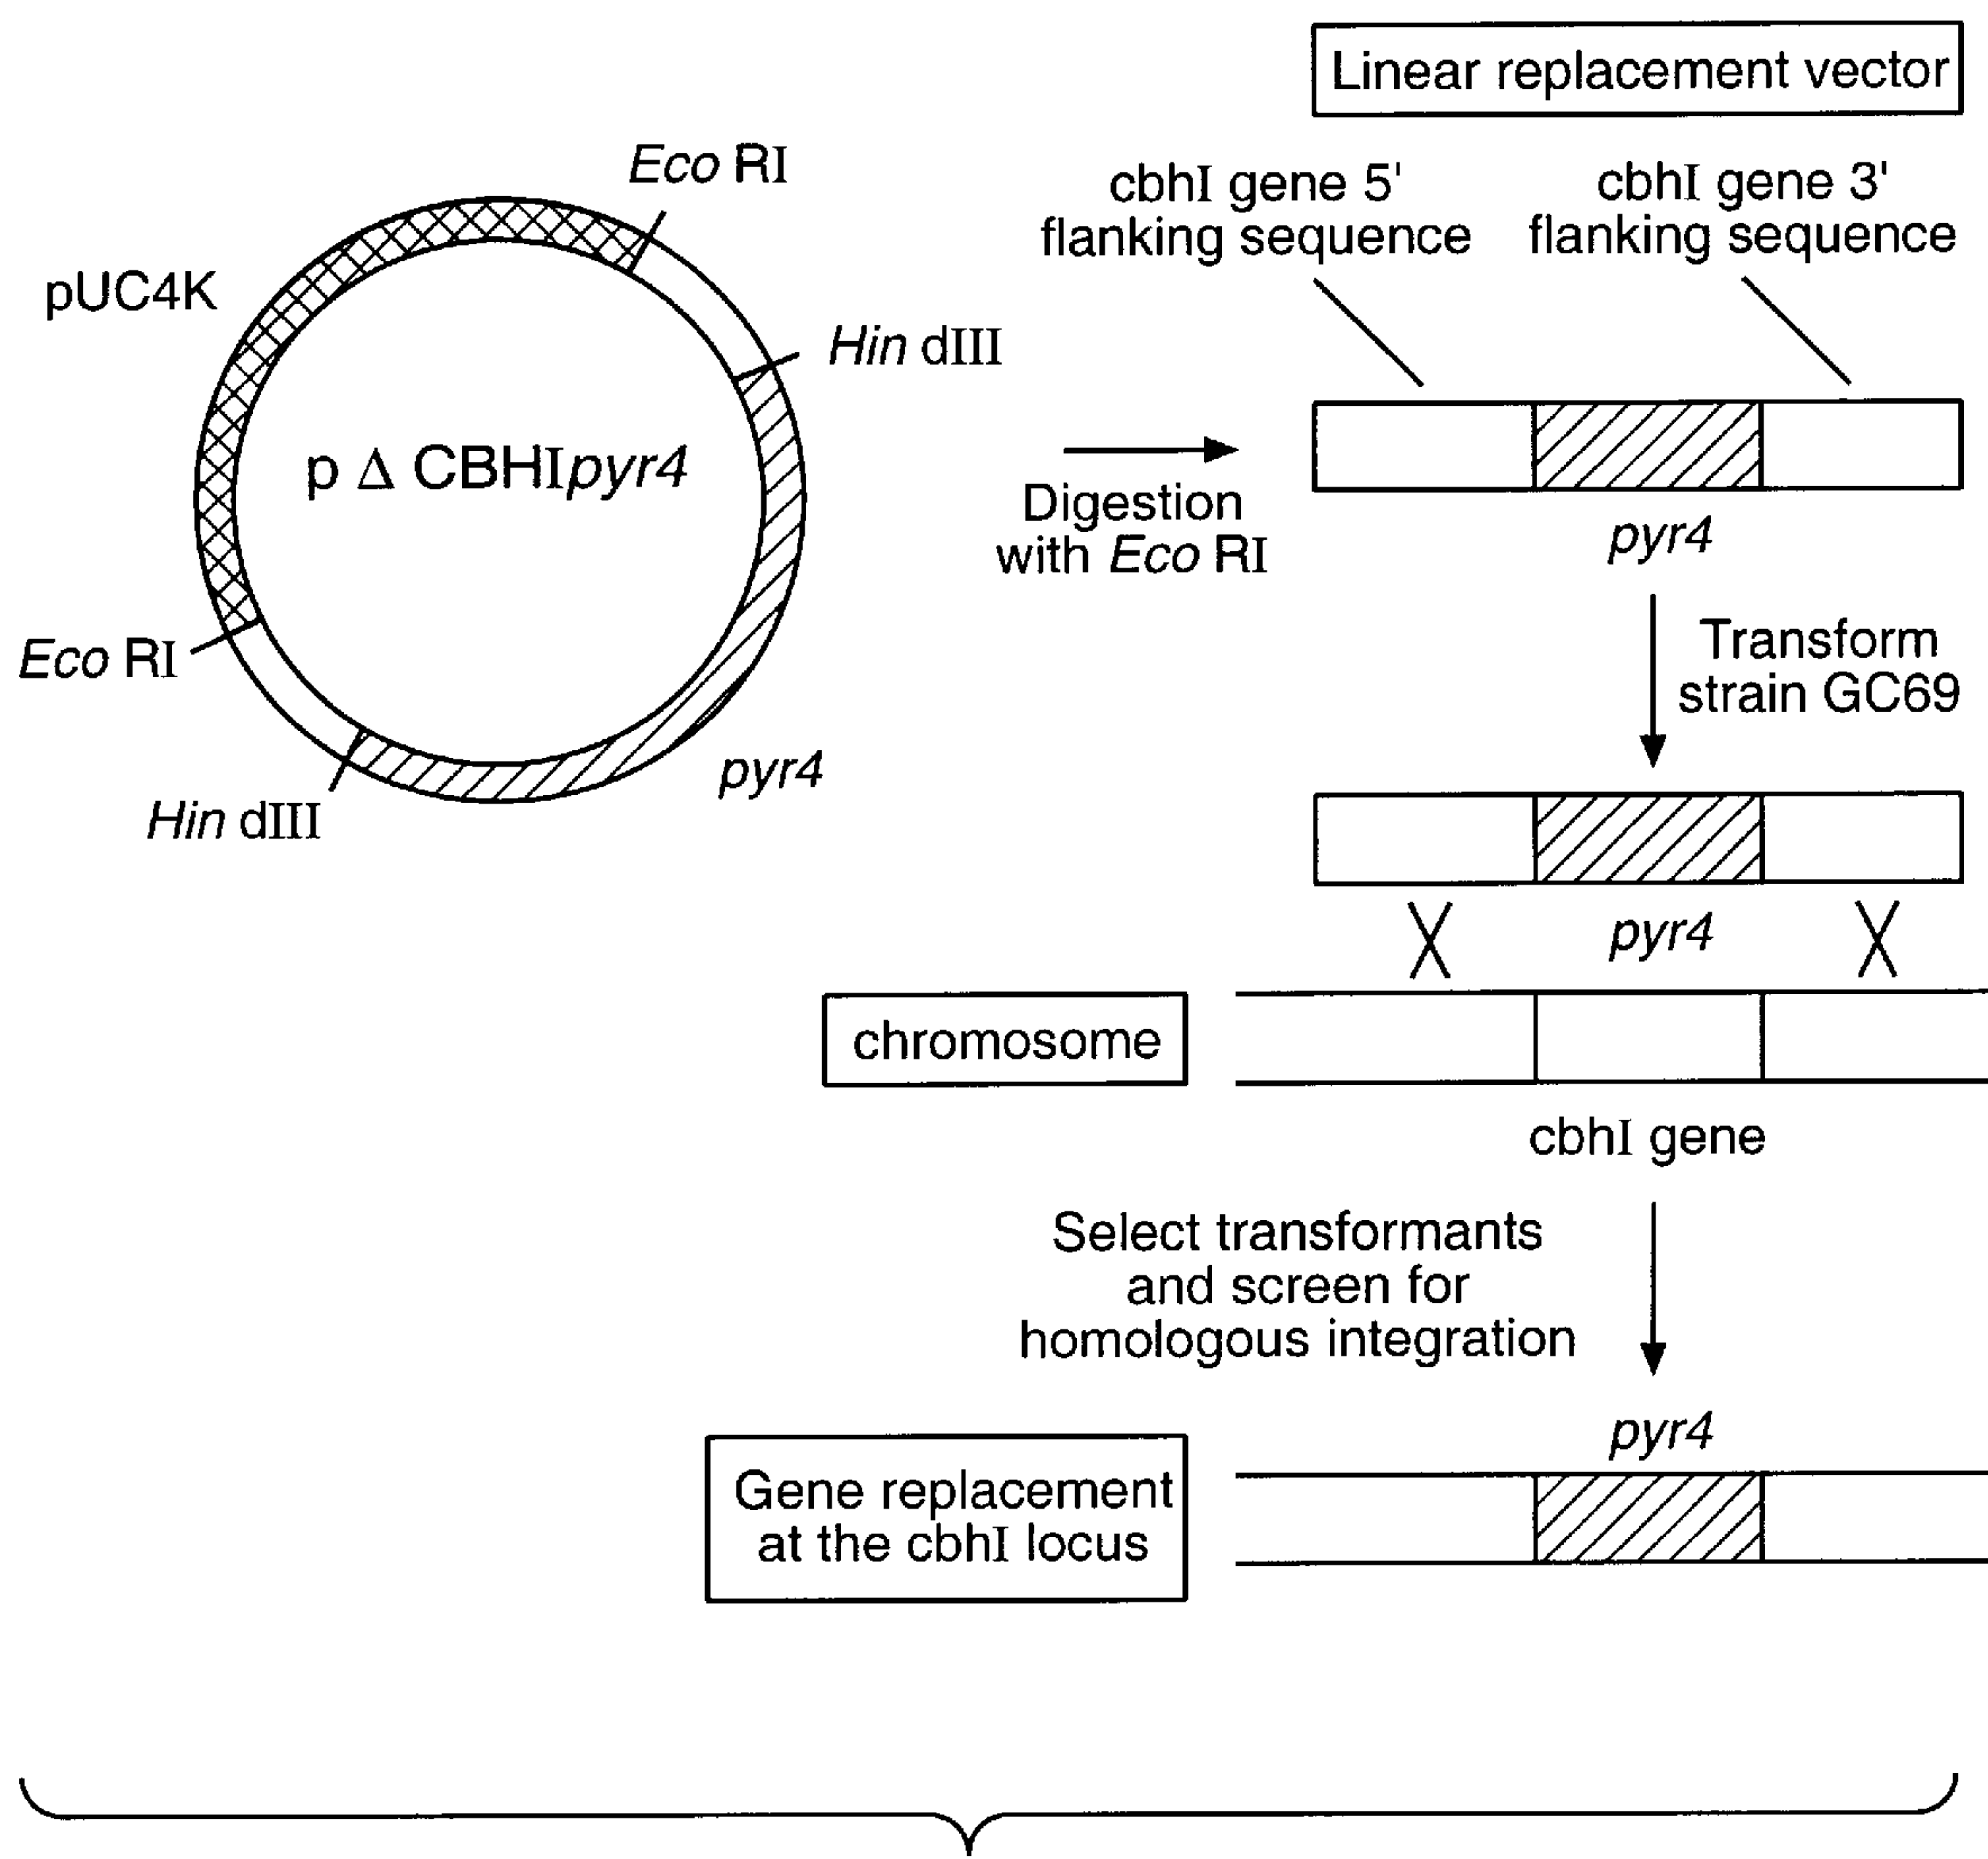 Linear replacement vector
Eco RI
cbhI gene 5'
flanking sequence
cbhI gene 3'
flanking sequence
pUC4K
Hin dIII
p Δ CBHIpyr4
Digestion
with Eco RI
pyr4
Eco RI
Transform
strain GC69
pyr4
Hin dIII
pyr4
chromosome
cbhI gene
Select transformants
and screen for
homologous integration
pyr4
Gene replacement
at the cbhI locus